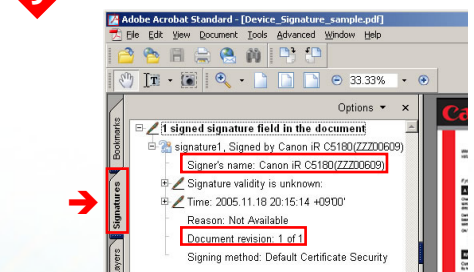 Adobe Acrobat Standard - [Device_Signature_sample.pdf]
File Edit View Document Tools Advanced Window Help
33.33%
Options
Bookmarks
1 signed signature field in the document
signature1, Signed by Canon iR C5180(ZZZ00609)
Signer's name: Canon iR C5180(ZZZ00609)
Signatures
Signature validity is unknown:
Time: 2005.11.18 20:15:14 +09'00'
Reason: Not Available
Document revision: 1 of 1
Signing method: Default Certificate Security